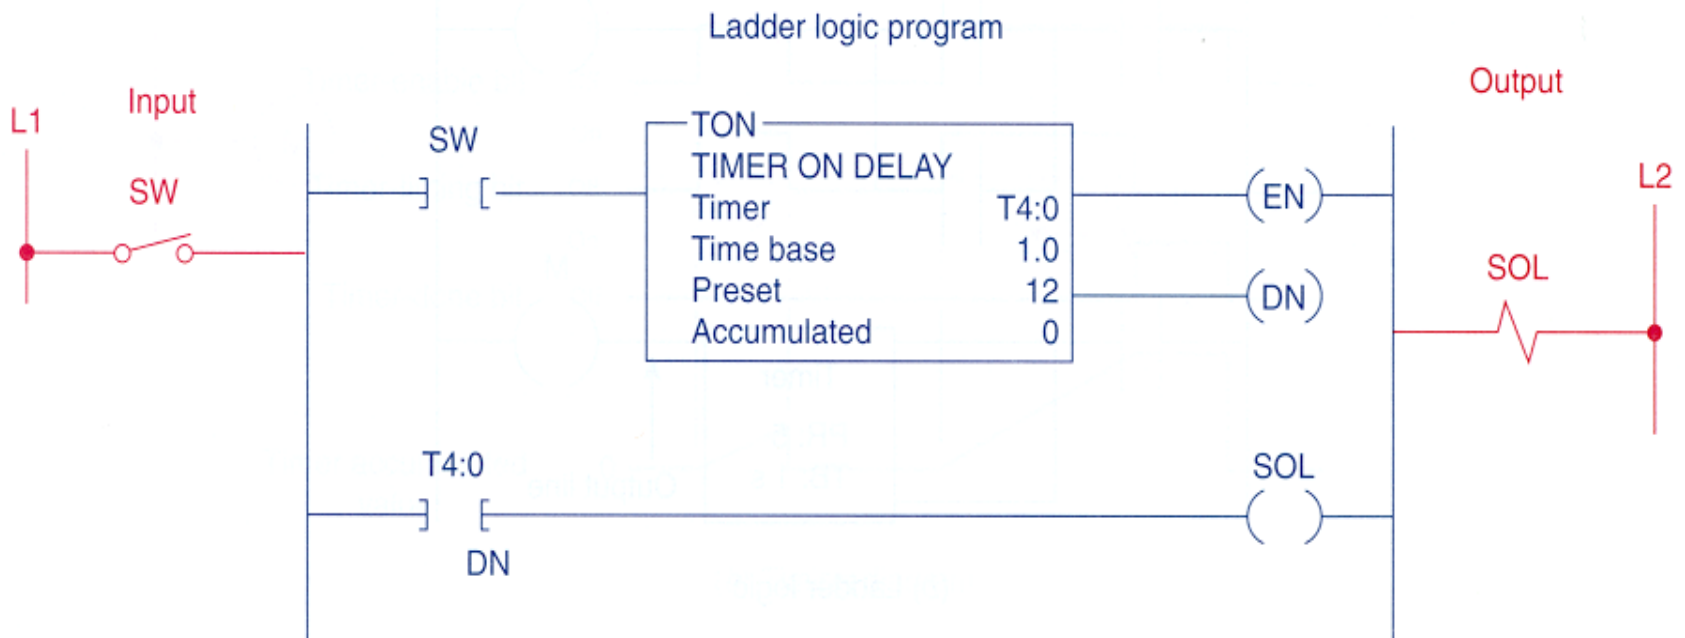 Ladder logic program
Input
Output
L1
SW
SW
TON
TIMER ON DELAY
Timer T4:0
Time base 1.0
Preset 12
Accumulated 0
EN
DN
L2
SOL
T4:0
DN
SOL